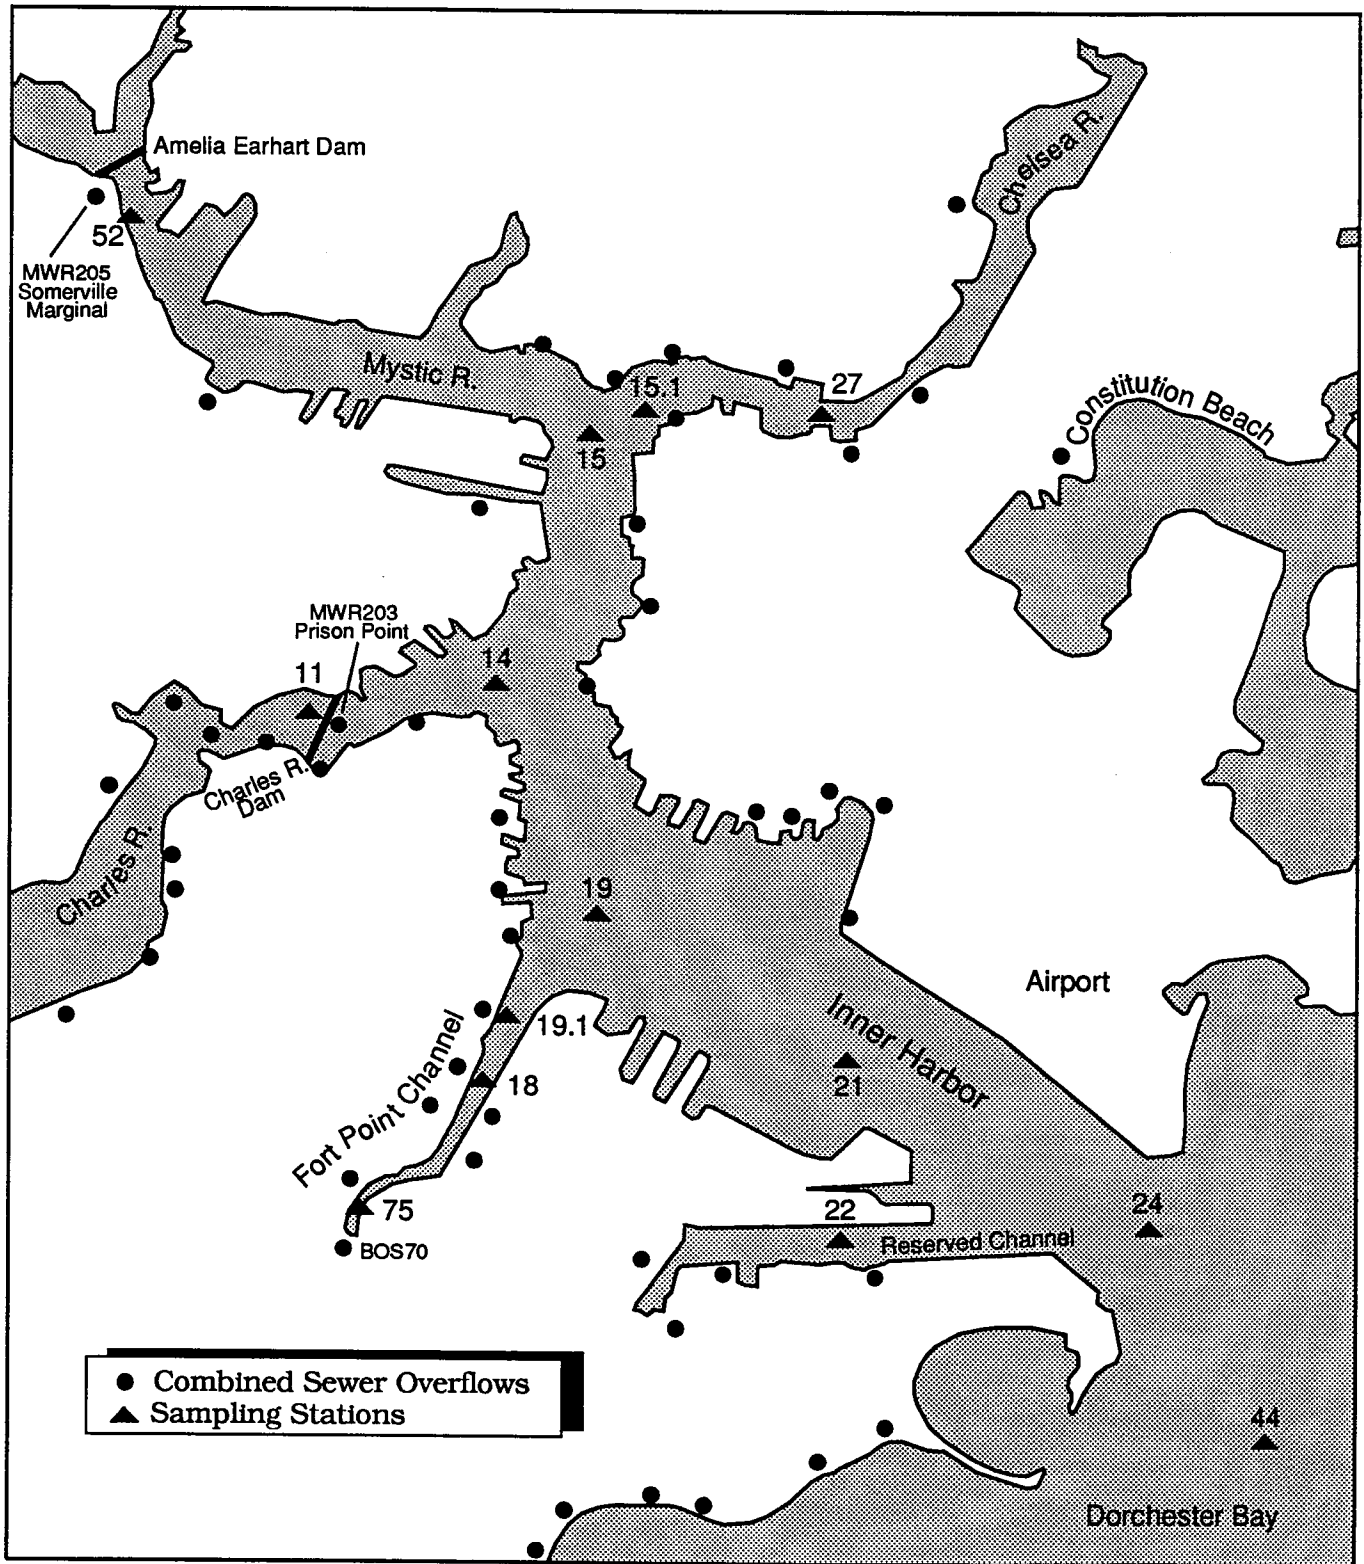 Amelia Earhart Dam
Chelsea R.
52
MWR205
Somerville
Marginal
Mystic R.
15.1
27
15
Constitution Beach
MWR203
Prison Point
11
14
Charles R.
Dam
Charles R.
19
Airport
Inner Harbor
19.1
Fort Point Channel
18
21
75
BOS70
22
24
Reserved Channel
Combined Sewer Overflows
Sampling Stations
44
Dorchester Bay